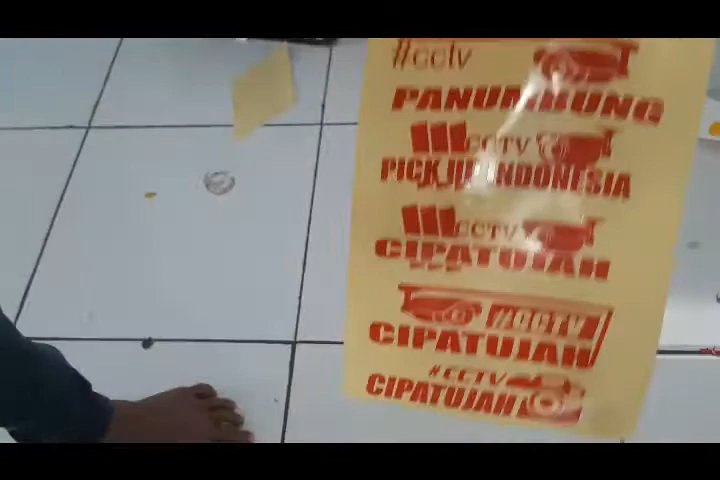 #cctv
PANUMBUNG
CCTV
PICK UP INDONESIA
CCTV
CIPATUJAH
#CCTV
CIPATUJAH
#CCTV
CIPATUJAH